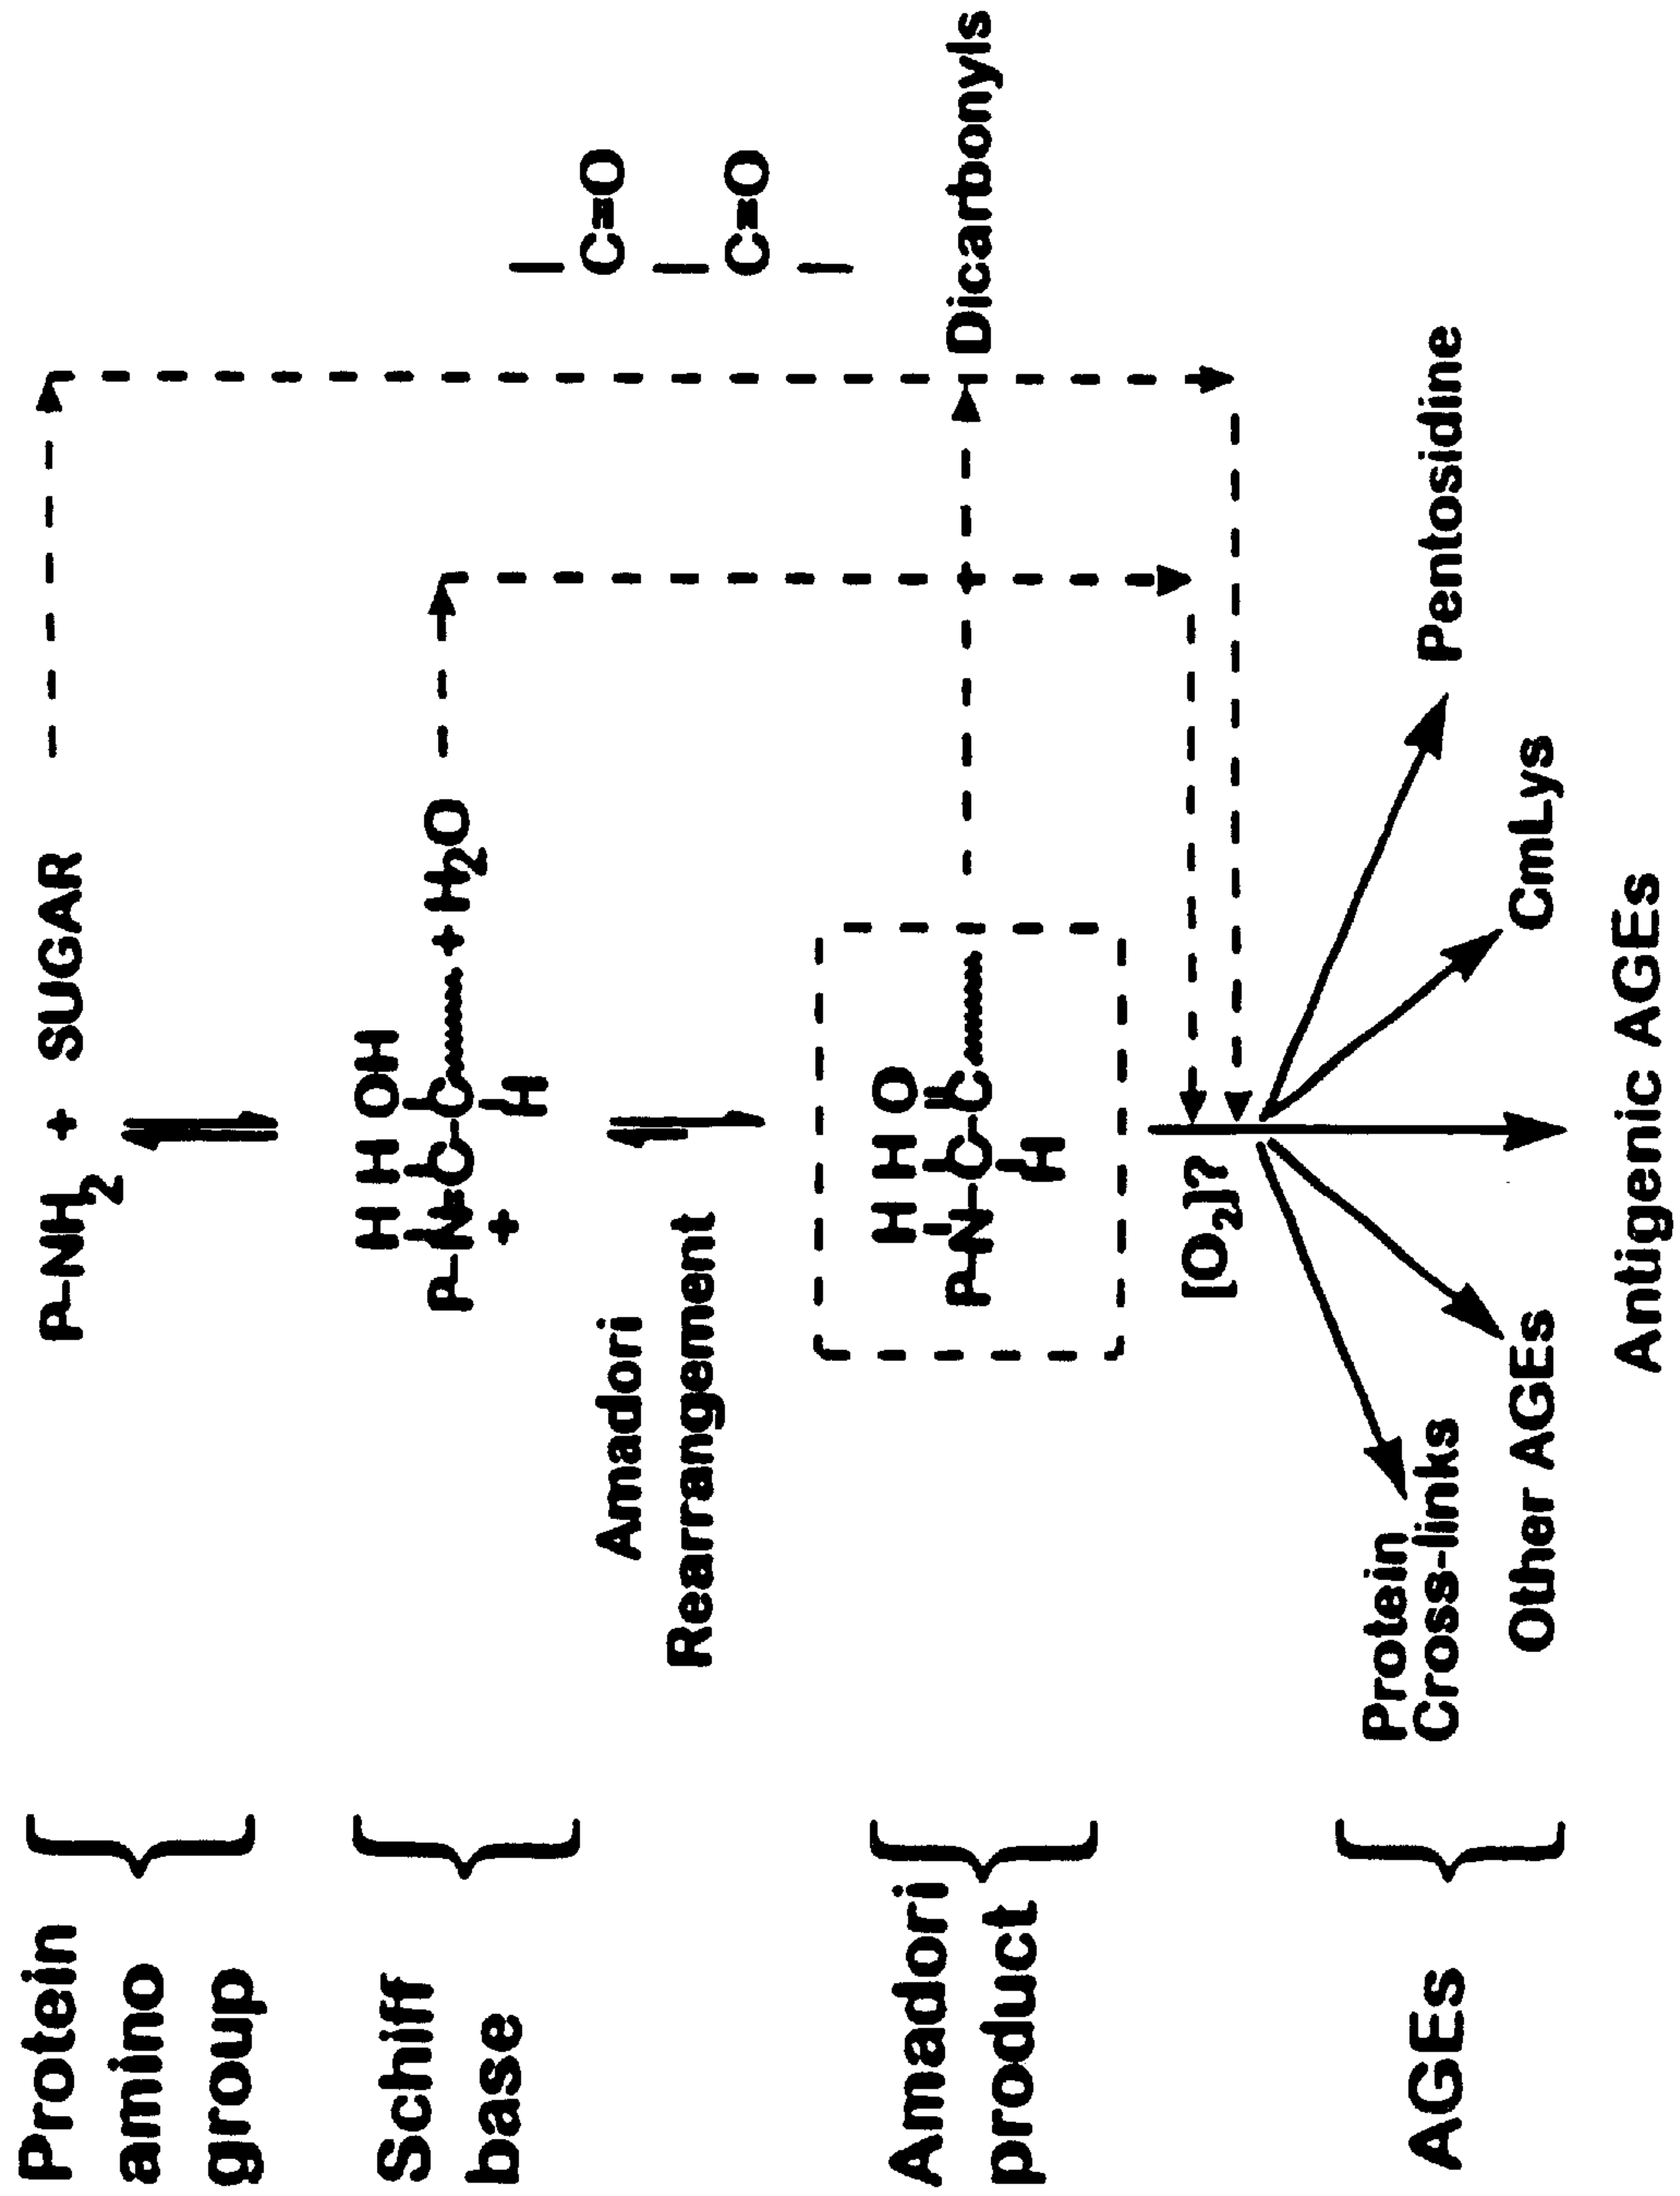 Protein
amino
group
P-NH2 + SUGAR
Schiff
base
H H OH
P-N=C-C + H2O
+
H
Amadori
Rearrangement
C=O
C=O
Amadori
product
H H O
P-N-C-C
H
Dicarbonyls
[O2]?
AGEs
Protein
Cross-links
Other AGEs
Antigenic AGEs
CmLys
Pentosidine